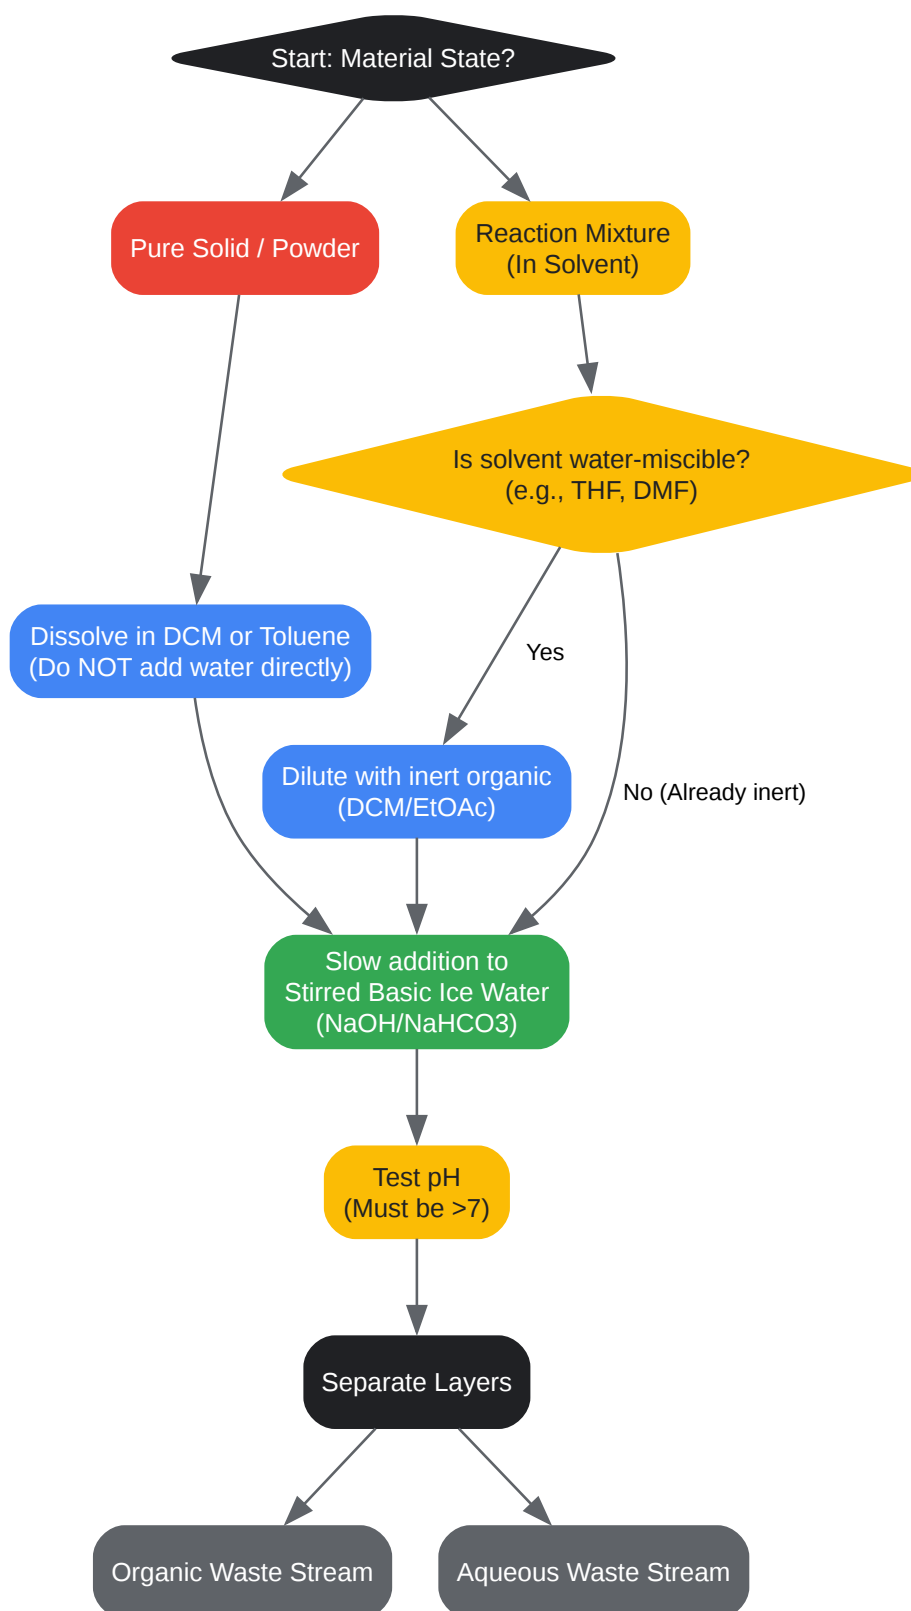 Start: Material State?
Pure Solid / Powder
Reaction Mixture
(In Solvent)
Is solvent water-miscible?
(e.g., THF, DMF)
Dissolve in DCM or Toluene
(Do NOT add water directly)
Yes
Dilute with inert organic
(DCM/EtOAc)
No (Already inert)
Slow addition to
Stirred Basic Ice Water
(NaOH/NaHCO3)
Test pH
(Must be >7)
Separate Layers
Organic Waste Stream
Aqueous Waste Stream